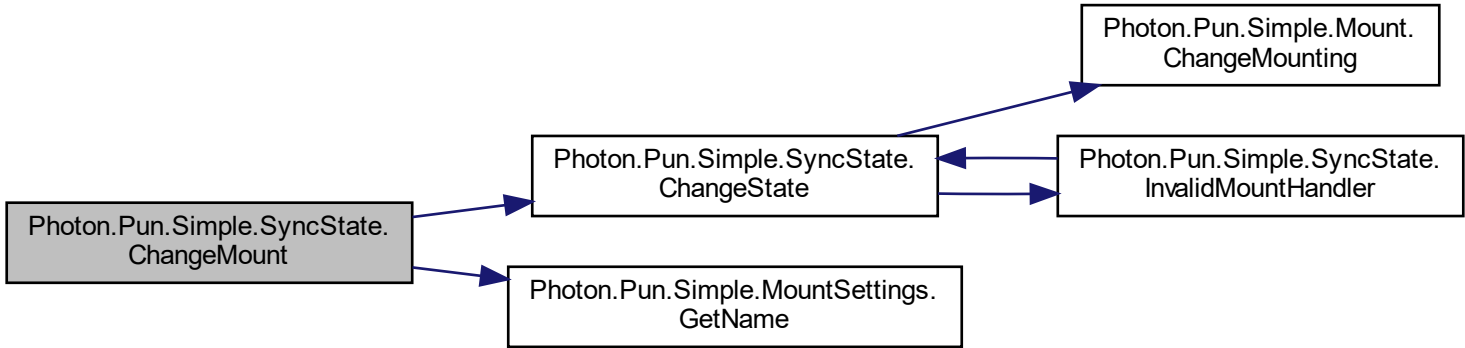 Photon.Pun.Simple.Mount.
ChangeMounting
Photon.Pun.Simple.SyncState.
ChangeState
Photon.Pun.Simple.SyncState.
InvalidMountHandler
Photon.Pun.Simple.SyncState.
ChangeMount
Photon.Pun.Simple.MountSettings.
GetName